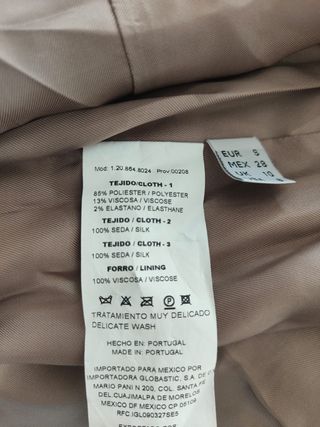 Mod: 1.20.664.8024 Prov:00208
TEJIDO/CLOTH - 1
85% POLIESTER / POLYESTER
13% VISCOSA / VISCOSE
2% ELASTANO / ELASTHANE
TEJIDO / CLOTH - 2
100% SEDA / SILK
TEJIDO / CLOTH - 3
100% SEDA / SILK
FORRO / LINING
100% VISCOSA / VISCOSE
TRATAMIENTO MUY DELICADO
DELICATE WASH
HECHO EN: PORTUGAL
MADE IN: PORTUGAL
IMPORTADO PARA MEXICO POR
IMPORTADORA GLOBASTIC, S.A. DE
MARIO PANI N 200, COL. SANTA FE
DEL CUAJIMALPA DE MORELOS
MEXICO DF MEXICO CP 05109
RFC IGL090327SE5
EUR S
MEX 28
UK 10